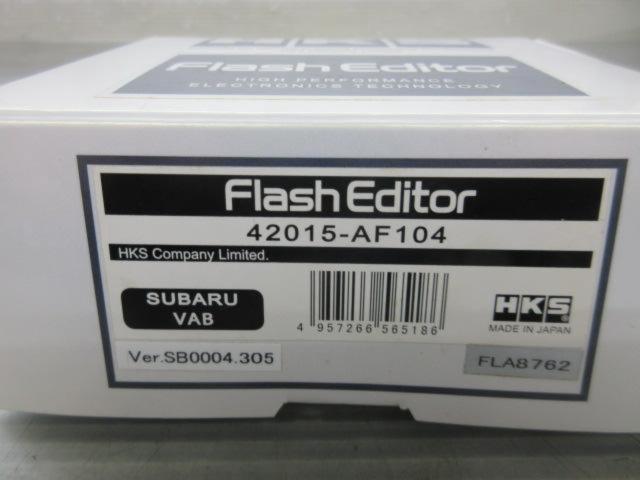 Flash Editor
HIGH PERFORMANCE
ELECTRONICS TECHNOLOGY
Flash Editor
42015-AF104
HKS Company Limited.
SUBARU
VAB
4 957266 565186
HKS
MADE IN JAPAN
Ver.SB0004.305
FLA8762